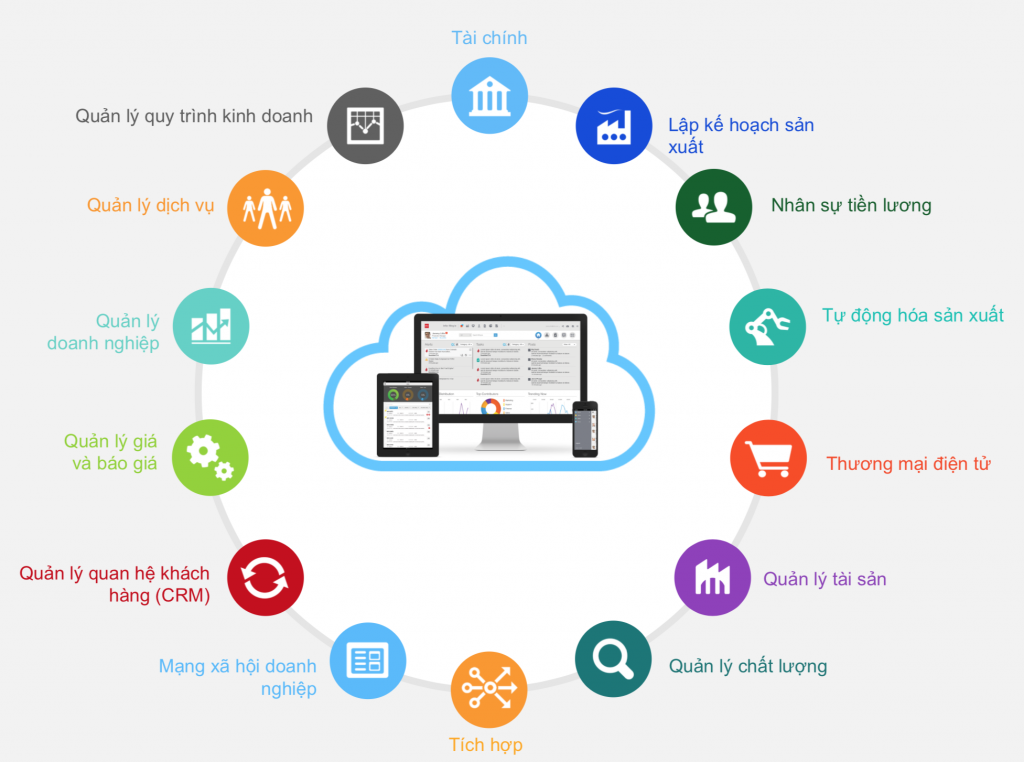 Tài chính
Quản lý quy trình kinh doanh
Lập kế hoạch sản
xuất
Quản lý dịch vụ
Nhân sự tiền lương
Quản lý
doanh nghiệp
Tự động hóa sản xuất
Quản lý giá
và báo giá
Thương mại điện tử
Quản lý quan hệ khách
hàng (CRM)
Quản lý tài sản
Mạng xã hội doanh
nghiệp
Quản lý chất lượng
Tích hợp